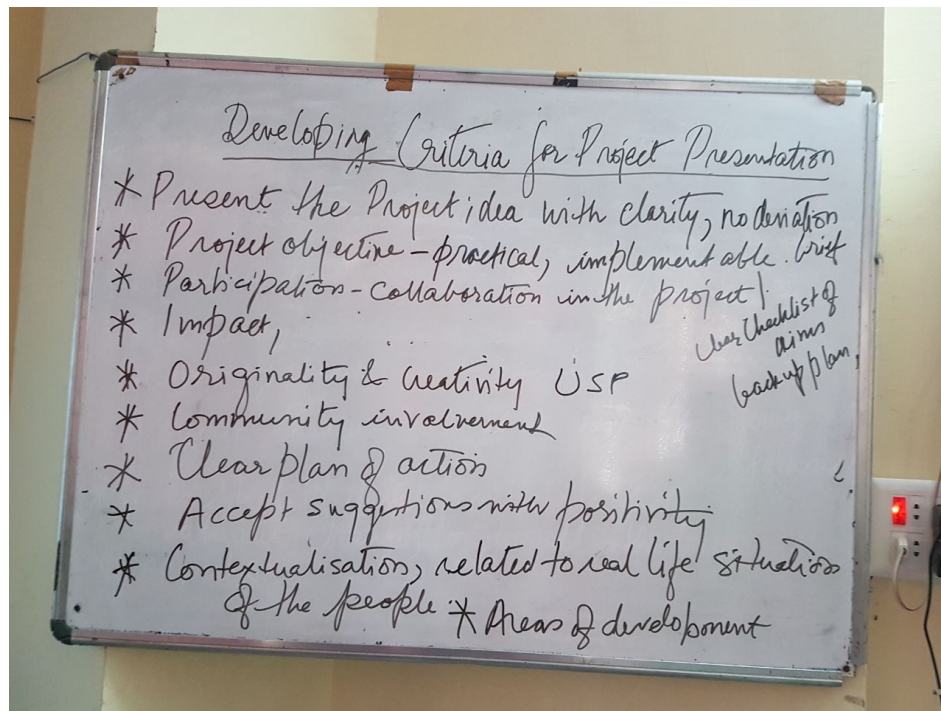 Developing Criteria for Project Presentation
* Present the Project idea with clarity, no deviation
* Project objective - practical, implementable. brief
* Participation - Collaboration in the project
* Impact,
Clear Checklist of
aims
back up plan,
* Originality & Creativity USP
* Community involvement
* Clear plan of action
* Accept suggestions with positivity
* Contextualisation, related to real life situations
of the people. * Areas of development